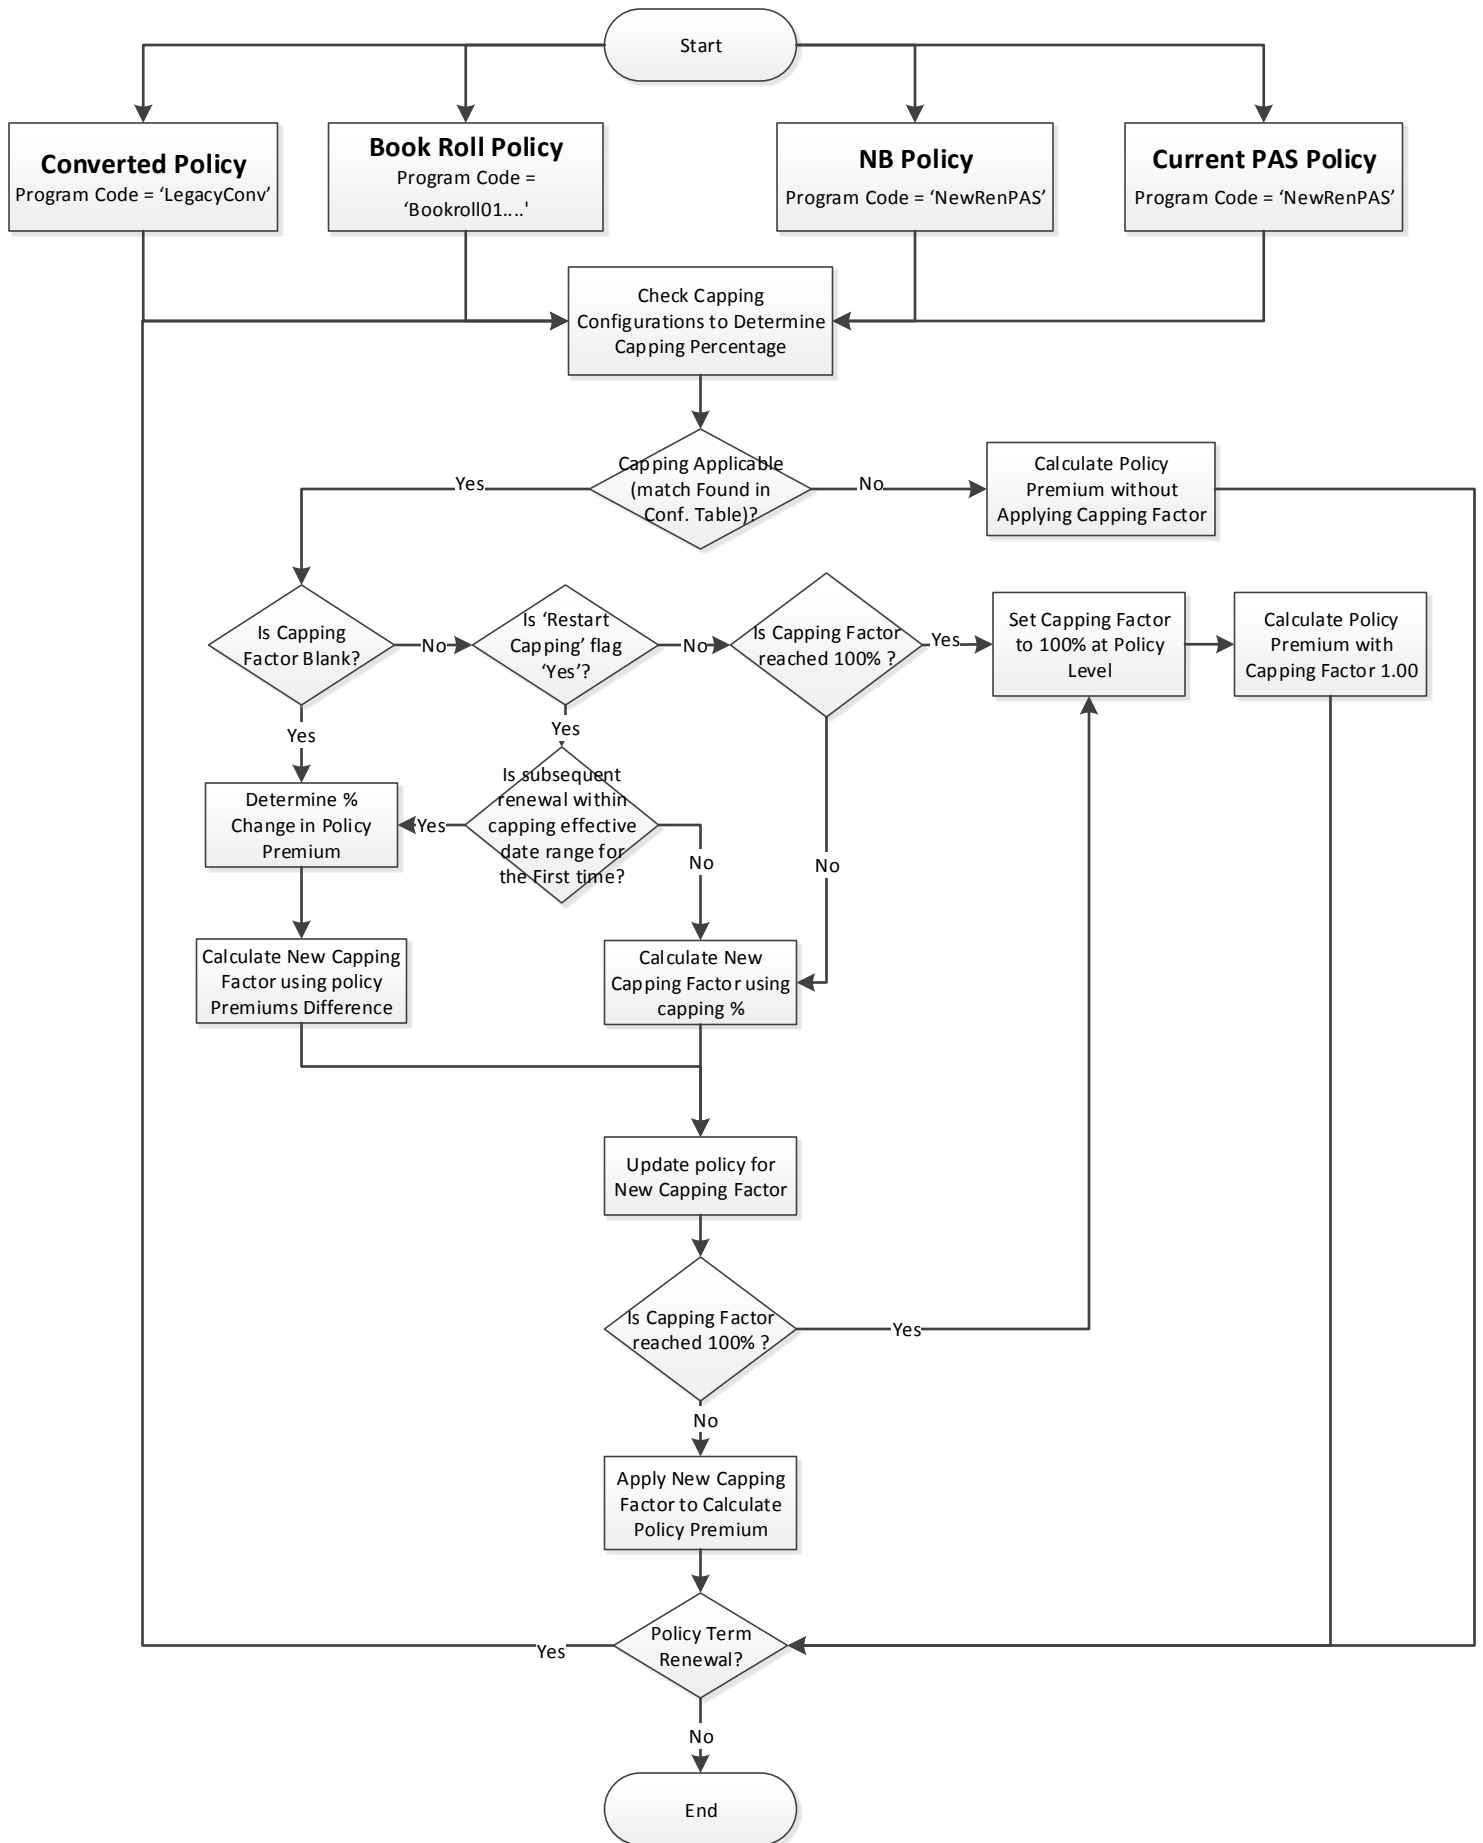 Start
Converted Policy
Program Code = ‘LegacyConv’
Book Roll Policy
Program Code =
‘Bookroll01....'
NB Policy
Program Code = ‘NewRenPAS’
Current PAS Policy
Program Code = ‘NewRenPAS’
Check Capping
Configurations to Determine
Capping Percentage
Capping Applicable
(match Found in
Conf. Table)?
Yes
No
Calculate Policy
Premium without
Applying Capping Factor
Is Capping
Factor Blank?
No
Is ‘Restart
Capping’ flag
‘Yes’?
No
Is Capping Factor
reached 100% ?
Yes
Set Capping Factor
to 100% at Policy
Level
Calculate Policy
Premium with
Capping Factor 1.00
Yes
Yes
Determine %
Change in Policy
Premium
Yes
Is subsequent
renewal within
capping effective
date range for
the First time?
No
No
Calculate New Capping
Factor using policy
Premiums Difference
Calculate New
Capping Factor using
capping %
Update policy for
New Capping Factor
Is Capping Factor
reached 100% ?
Yes
No
Apply New Capping
Factor to Calculate
Policy Premium
Policy Term
Renewal?
Yes
No
End